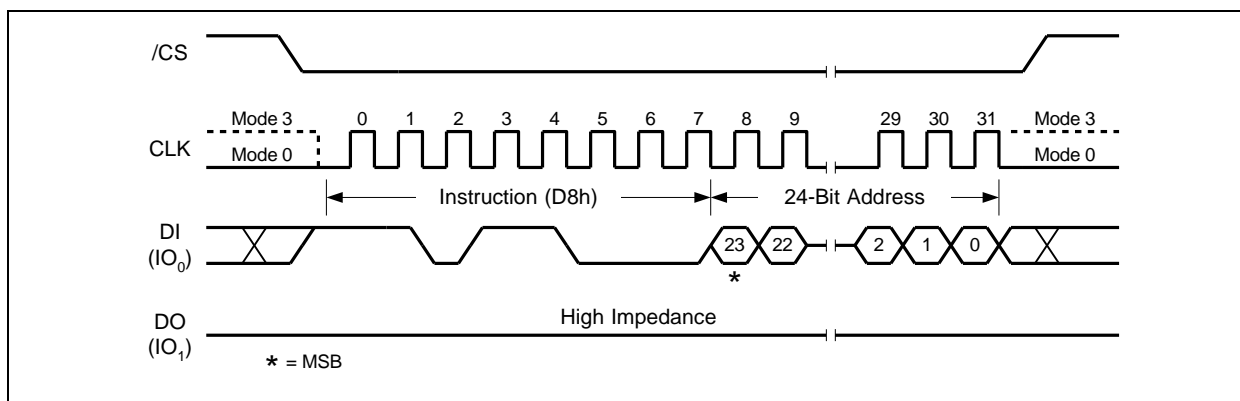 /CS
Mode 3 0 1 2 3 4 5 6 7 8 9 29 30 31 Mode 3
CLK
Mode 0 Mode 0
Instruction (D8h) 24-Bit Address
DI
(IO0)
23 22 2 1 0
*
High Impedance
DO
(IO1)
* = MSB